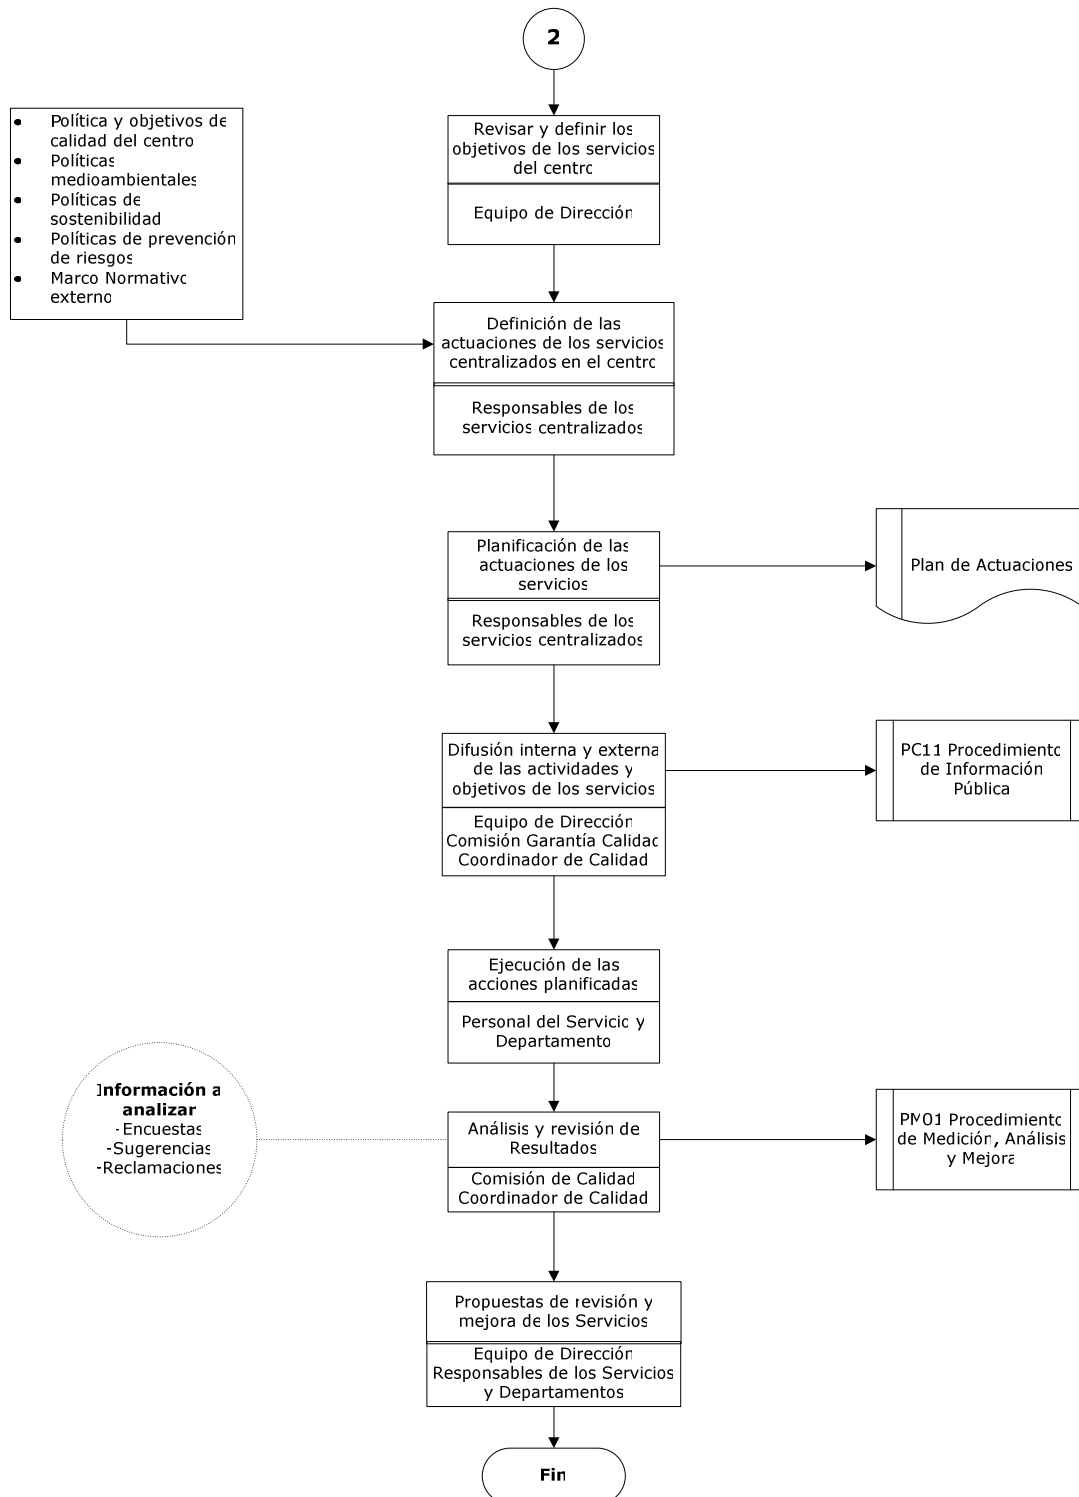 2
• Política y objetivos de
calidad del centro
• Políticas
medioambientales
• Políticas de
sostenibilidad
• Políticas de prevención
de riesgos
• Marco Normativo
externo
Revisar y definir los
objetivos de los servicios
del centro
Equipo de Dirección
Definición de las
actuaciones de los servicios
centralizados en el centro
Responsables de los
servicios centralizados
Planificación de las
actuaciones de los
servicios
Responsables de los
servicios centralizados
Plan de Actuaciones
Difusión interna y externa
de las actividades y
objetivos de los servicios
Equipo de Dirección
Comisión Garantía Calidad
Coordinador de Calidad
PC11 Procedimiento
de Información
Pública
Ejecución de las
acciones planificadas
Personal del Servicio y
Departamento
Información a
analizar
-Encuestas
-Sugerencias
-Reclamaciones
Análisis y revisión de
Resultados
Comisión de Calidad
Coordinador de Calidad
PM01 Procedimiento
de Medición, Análisis
y Mejora
Propuestas de revisión y
mejora de los Servicios
Equipo de Dirección
Responsables de los Servicios
y Departamentos
Fin